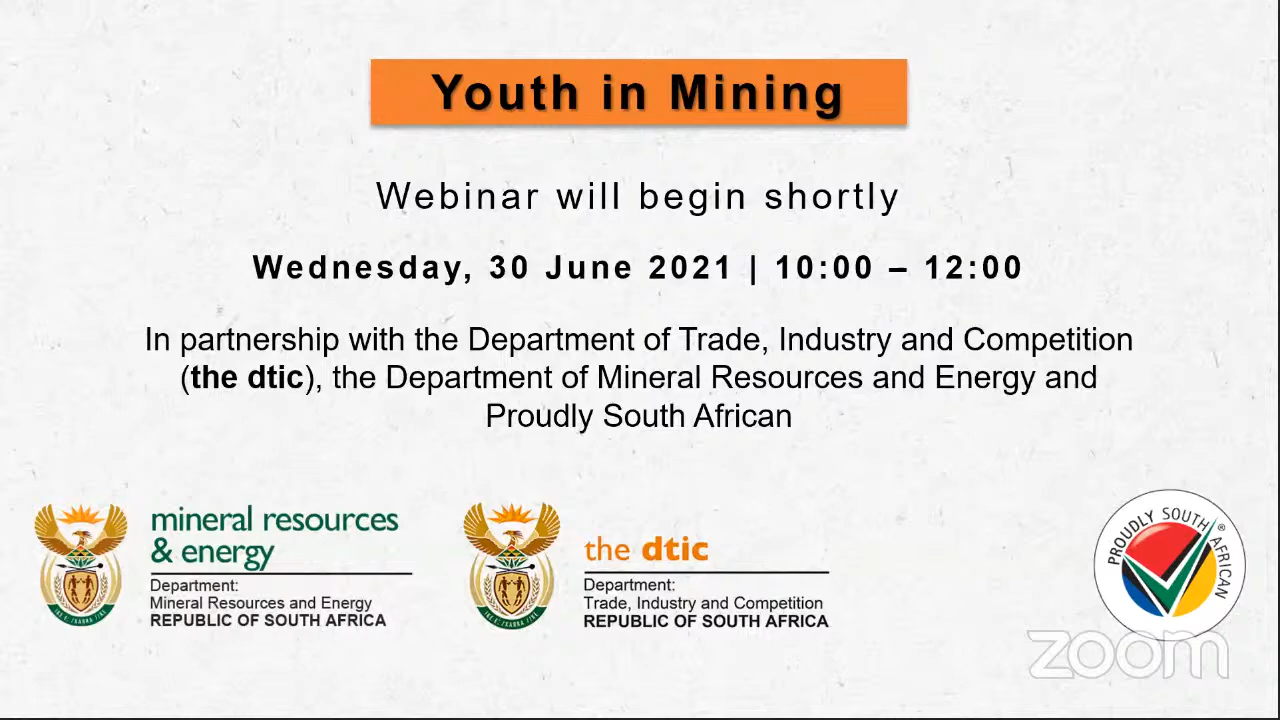 Youth in Mining
Webinar will begin shortly
Wednesday, 30 June 2021 | 10:00 – 12:00
In partnership with the Department of Trade, Industry and Competition
(the dtic), the Department of Mineral Resources and Energy and
Proudly South African
mineral resources
& energy
Department:
Mineral Resources and Energy
REPUBLIC OF SOUTH AFRICA
the dtic
Department:
Trade, Industry and Competition
REPUBLIC OF SOUTH AFRICA
PROUDLY SOUTH AFRICAN ®
zoom